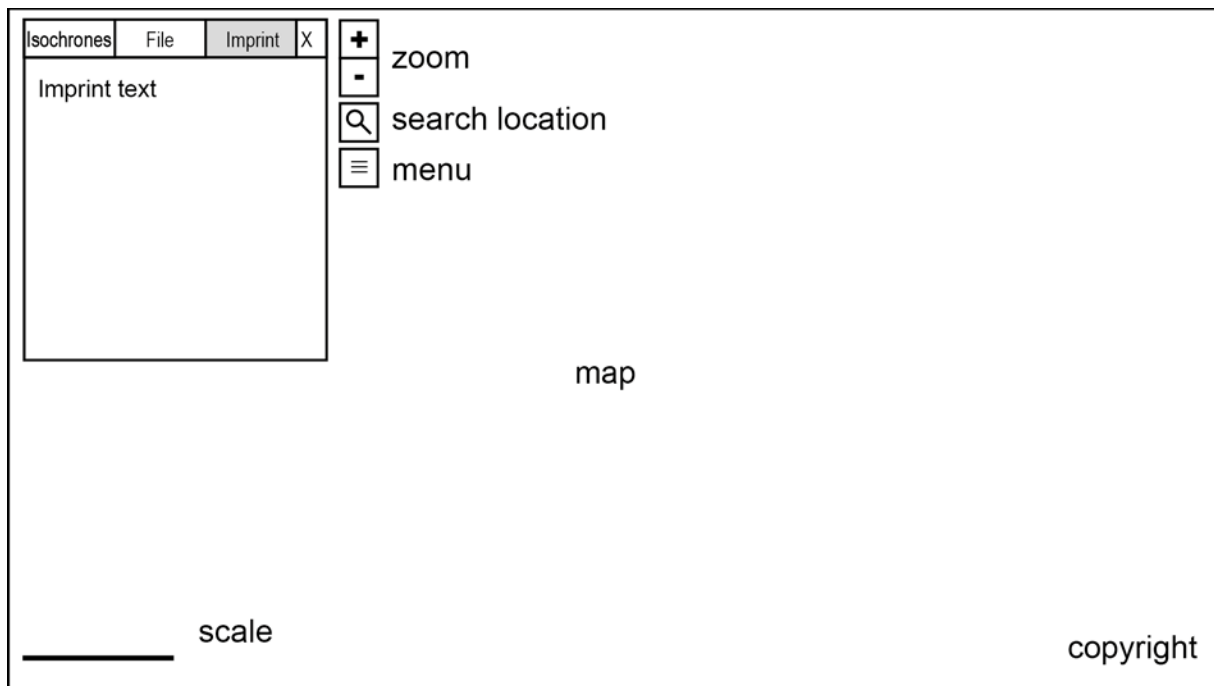 Isochrones File Imprint X
Imprint text
+
-
zoom
search location
≡ menu
map
scale
copyright